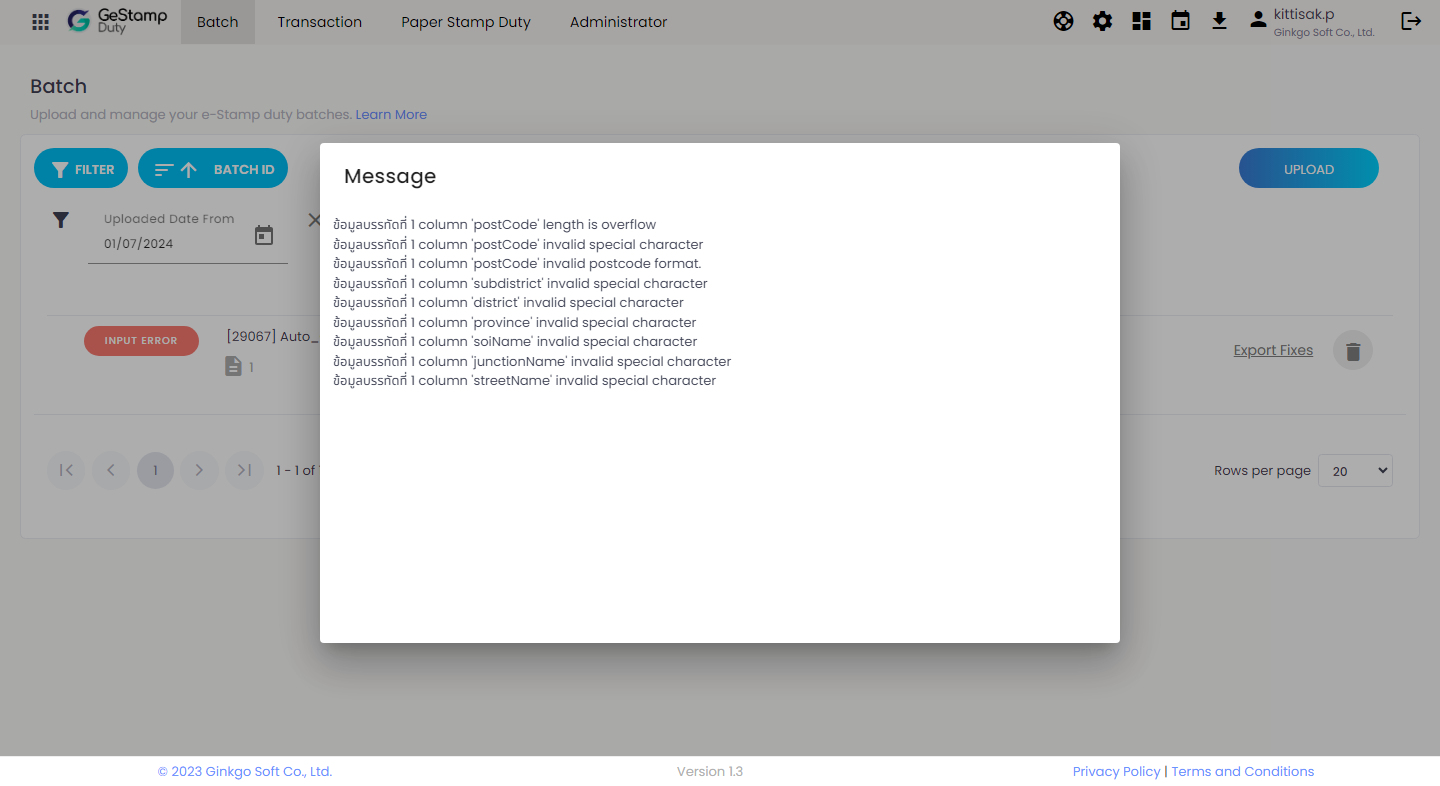 GeStamp
Duty
Batch
Transaction
Paper Stamp Duty
Administrator
kittisak.p
Ginkgo Soft Co., Ltd.
Batch
Upload and manage your e-Stamp duty batches. Learn More
FILTER
BATCH ID
UPLOAD
Message
Uploaded Date From
01/07/2024
ข้อมูลบรรทัดที่ 1 column 'postCode' length is overflow
ข้อมูลบรรทัดที่ 1 column 'postCode' invalid special character
ข้อมูลบรรทัดที่ 1 column 'postCode' invalid postcode format.
ข้อมูลบรรทัดที่ 1 column 'subdistrict' invalid special character
ข้อมูลบรรทัดที่ 1 column 'district' invalid special character
ข้อมูลบรรทัดที่ 1 column 'province' invalid special character
ข้อมูลบรรทัดที่ 1 column 'soiName' invalid special character
ข้อมูลบรรทัดที่ 1 column 'junctionName' invalid special character
ข้อมูลบรรทัดที่ 1 column 'streetName' invalid special character
INPUT ERROR
[29067] Auto_
1
Export Fixes
1
1 - 1 of
Rows per page
20
© 2023 Ginkgo Soft Co., Ltd.
Version 1.3
Privacy Policy | Terms and Conditions